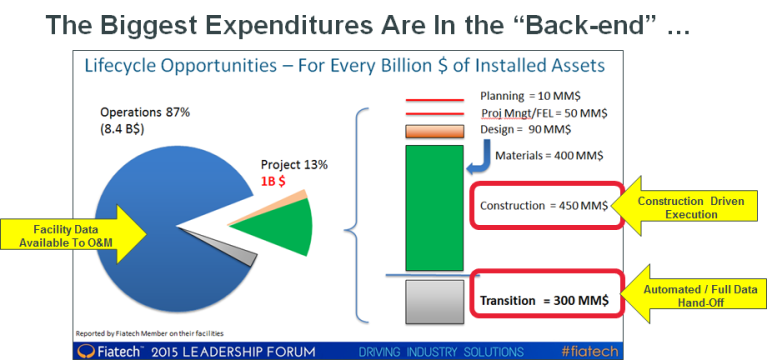 The Biggest Expenditures Are In the “Back-end” ...
Lifecycle Opportunities – For Every Billion $ of Installed Assets
Operations 87%
(8.4 B$)
Project 13%
1B $
Planning = 10 MM$
Proj Mngt/FEL = 50 MM$
Design = 90 MM$
Materials = 400 MM$
Construction = 450 MM$
Transition = 300 MM$
Facility Data
Available To O&M
Construction Driven
Execution
Automated / Full Data
Hand-Off
Reported by Fiatech Member on their facilities
Fiatech™ 2015 LEADERSHIP FORUM DRIVING INDUSTRY SOLUTIONS #fiatech